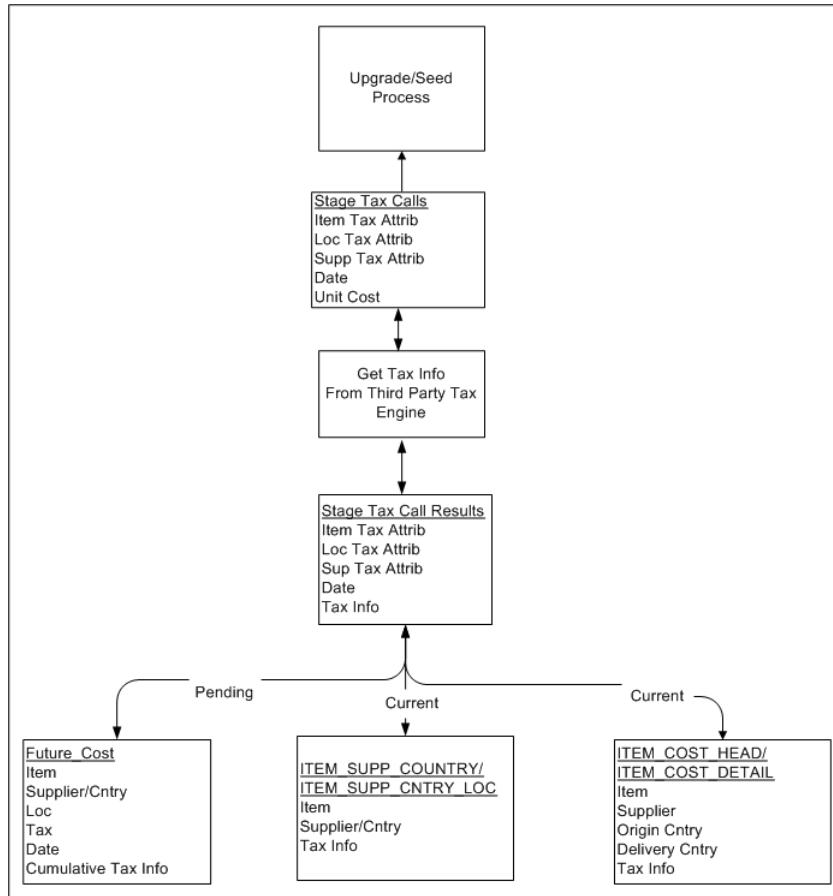 Upgrade/Seed
Process
Stage Tax Calls
Item Tax Attrib
Loc Tax Attrib
Supp Tax Attrib
Date
Unit Cost
Get Tax Info
From Third Party Tax
Engine
Stage Tax Call Results
Item Tax Attrib
Loc Tax Attrib
Sup Tax Attrib
Date
Tax Info
Pending
Current
Current
Future_Cost
Item
Supplier/Cntry
Loc
Tax
Date
Cumulative Tax Info
ITEM_SUPP_COUNTRY/
ITEM_SUPP_CNTRY_LOC
Item
Supplier/Cntry
Tax Info
ITEM_COST_HEAD/
ITEM_COST_DETAIL
Item
Supplier
Origin Cntry
Delivery Cntry
Tax Info